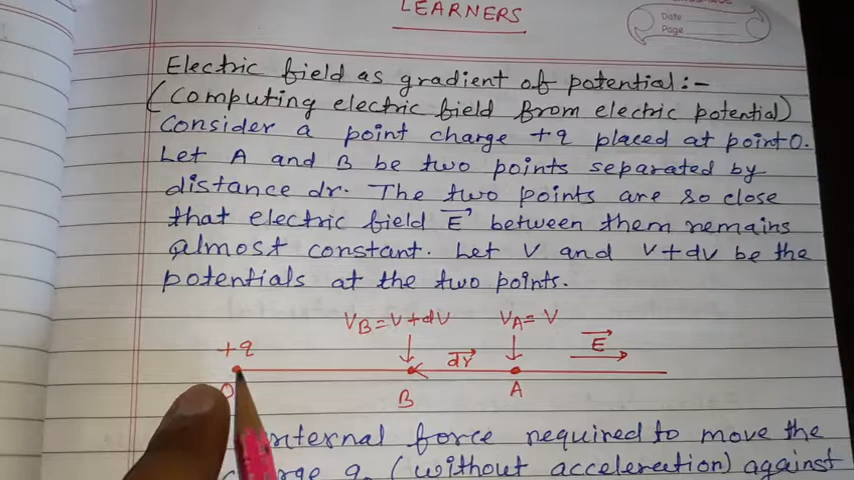 LEARNERS
Date
Page
Electric field as gradient of potential:-
(Computing electric field from electric potential)
Consider a point charge +q placed at point O.
Let A and B be two points separated by
distance dr. The two points are so close
that electric field E⃗ between them remains
almost constant. Let V and V+dV be the
potentials at the two points.
V_B = V+dV V_A = V
+q dr⃗ E⃗
O B A
internal force required to move the
(without acceleration) against